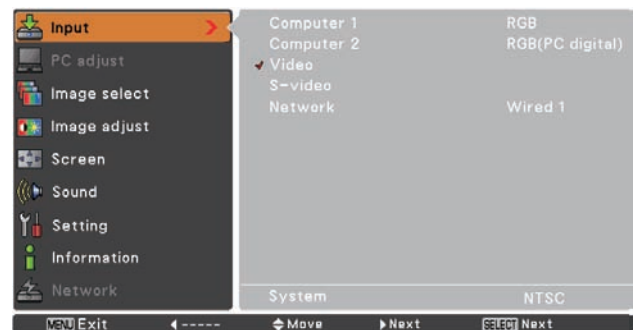 Input
PC adjust
Image select
Image adjust
Screen
Sound
Setting
Information
Network
Computer 1 RGB
Computer 2 RGB(PC digital)
Video
S-video
Network Wired 1
System NTSC
MENU Exit ◀----- Move ▶Next SELECT Next